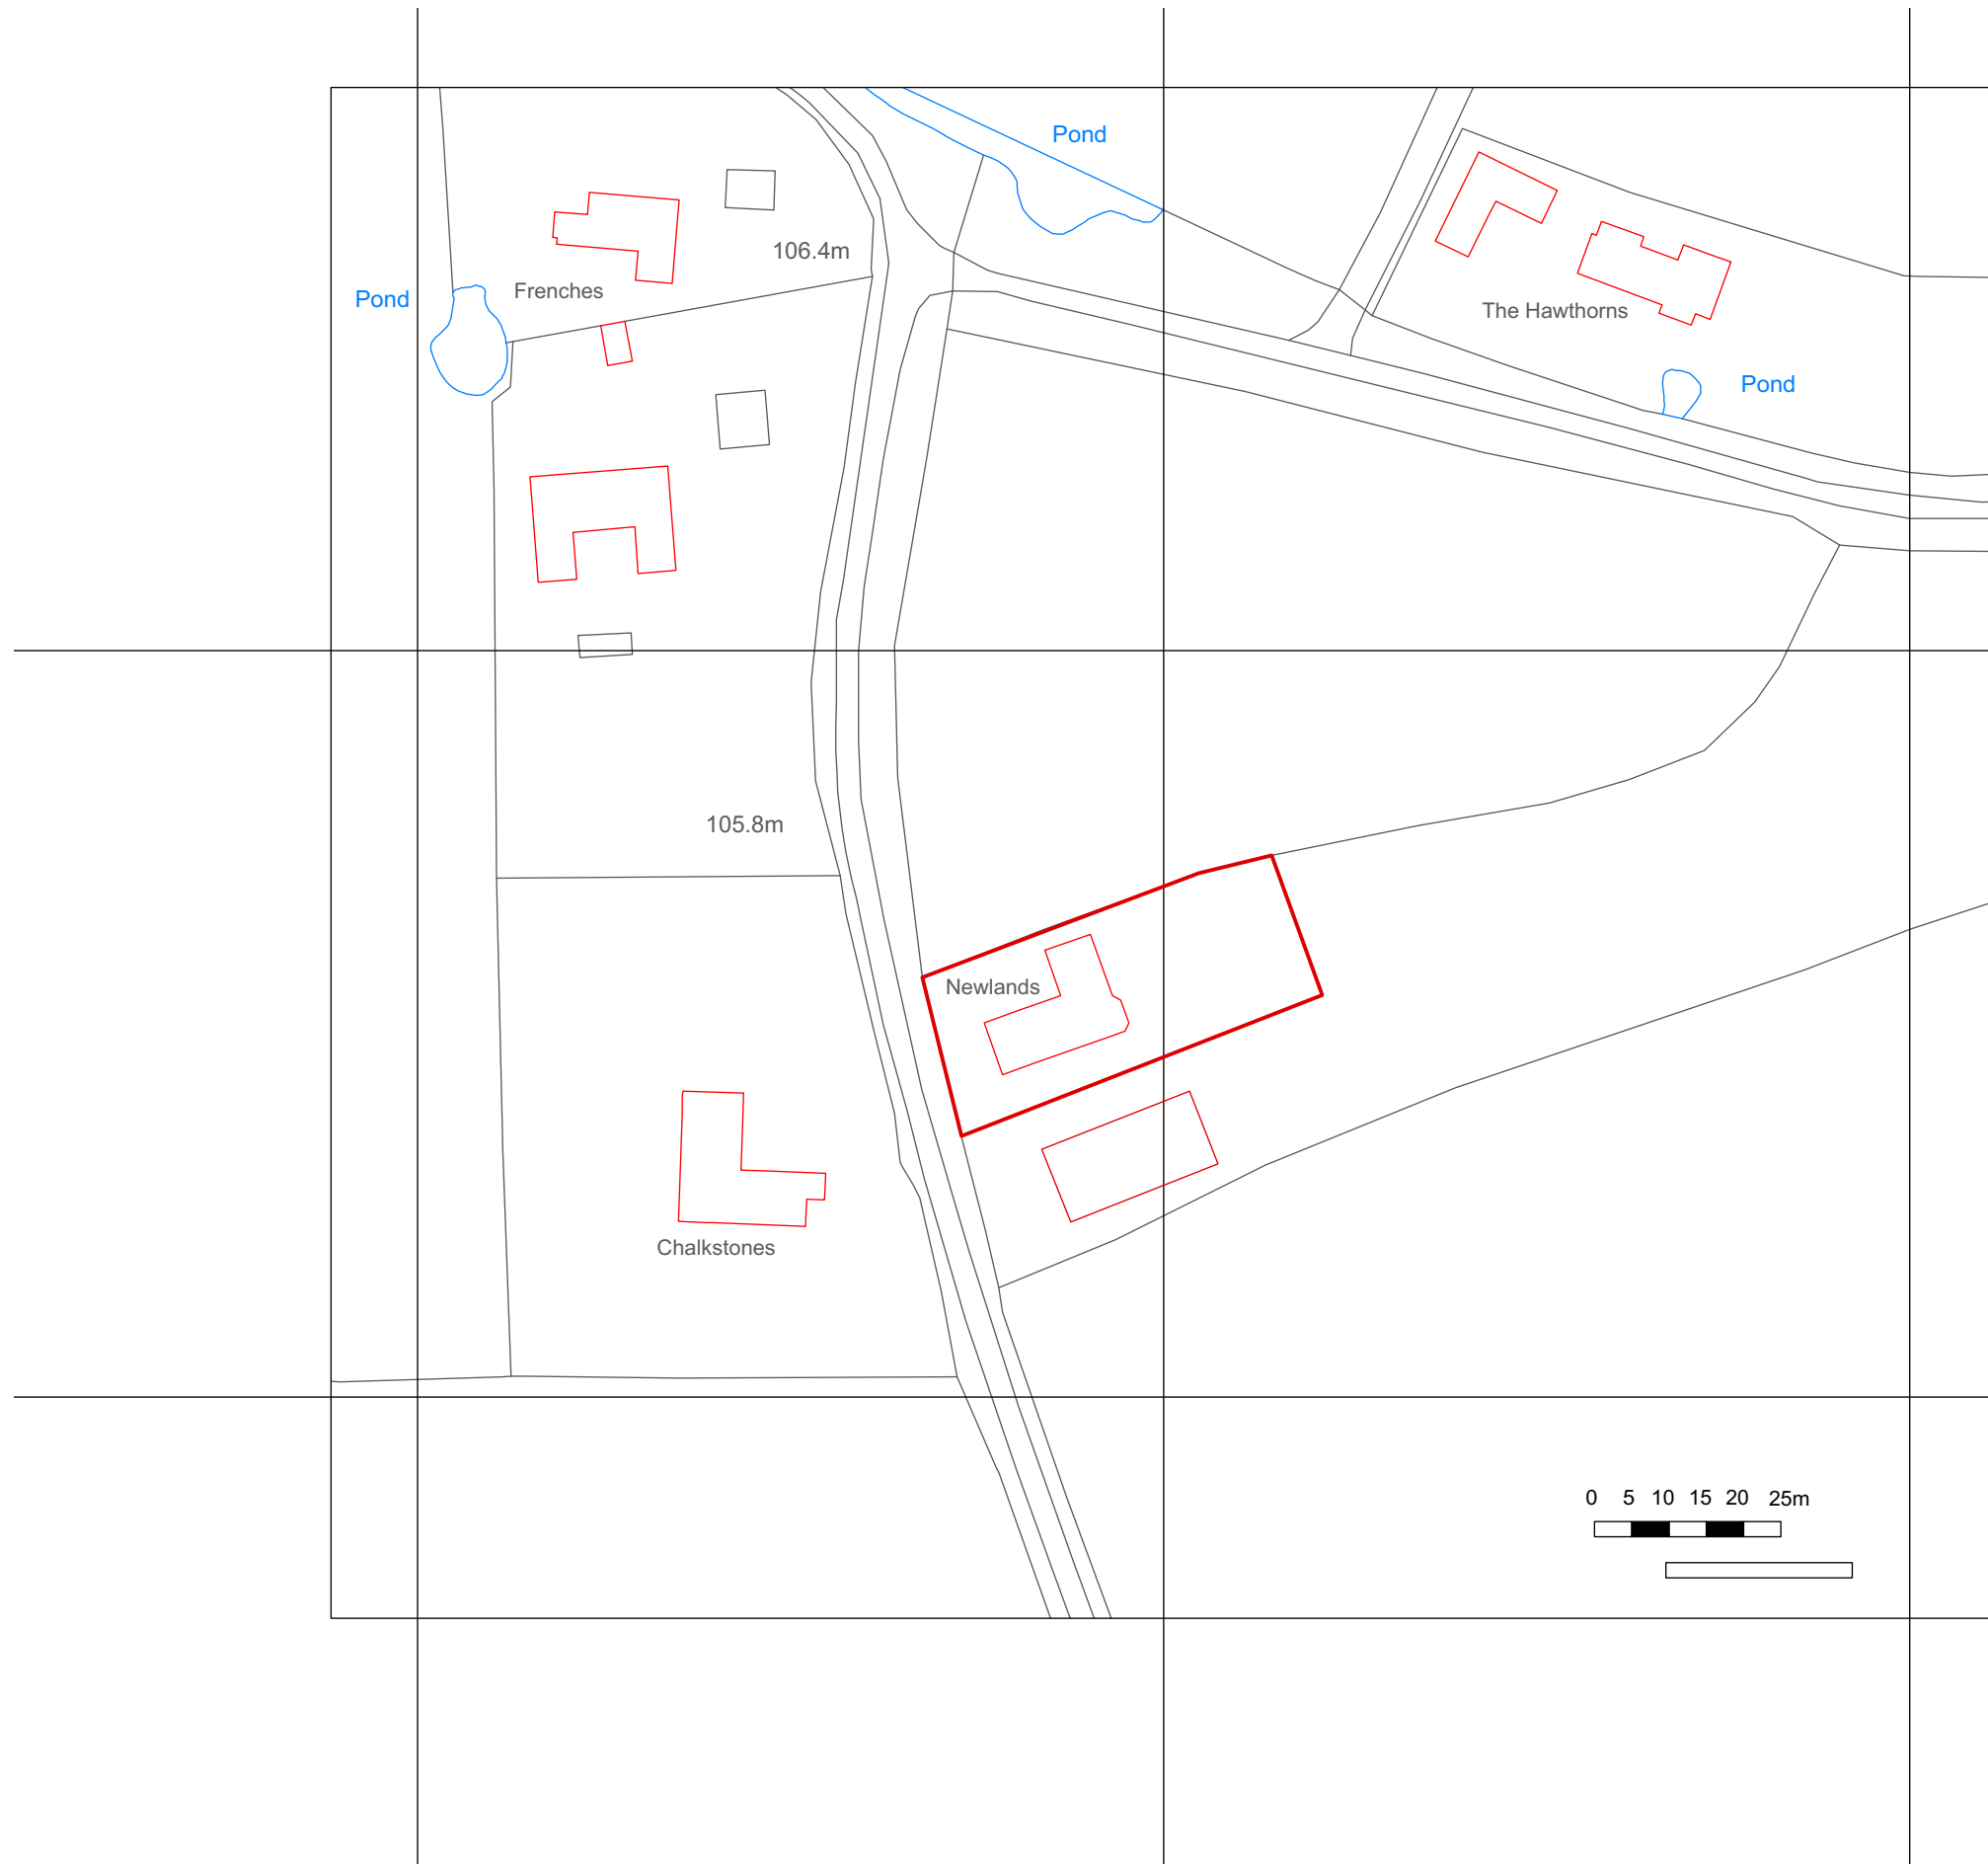 Pond
106.4m
Frenches
Pond
The Hawthorns
Pond
105.8m
Newlands
Chalkstones
0 5 10 15 20 25m